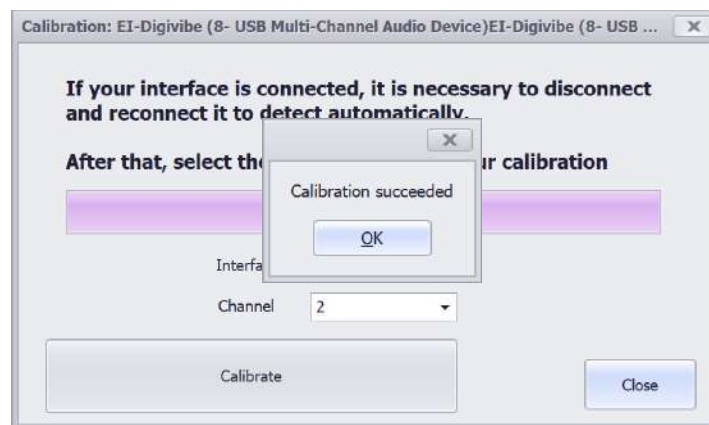 Calibration: EI-Digivibe (8- USB Multi-Channel Audio Device)EI-Digivibe (8- USB ...
If your interface is connected, it is necessary to disconnect
and reconnect it to detect automatically.
After that, select the ur calibration
Calibration succeeded
OK
Interfa
Channel 2
Calibrate
Close